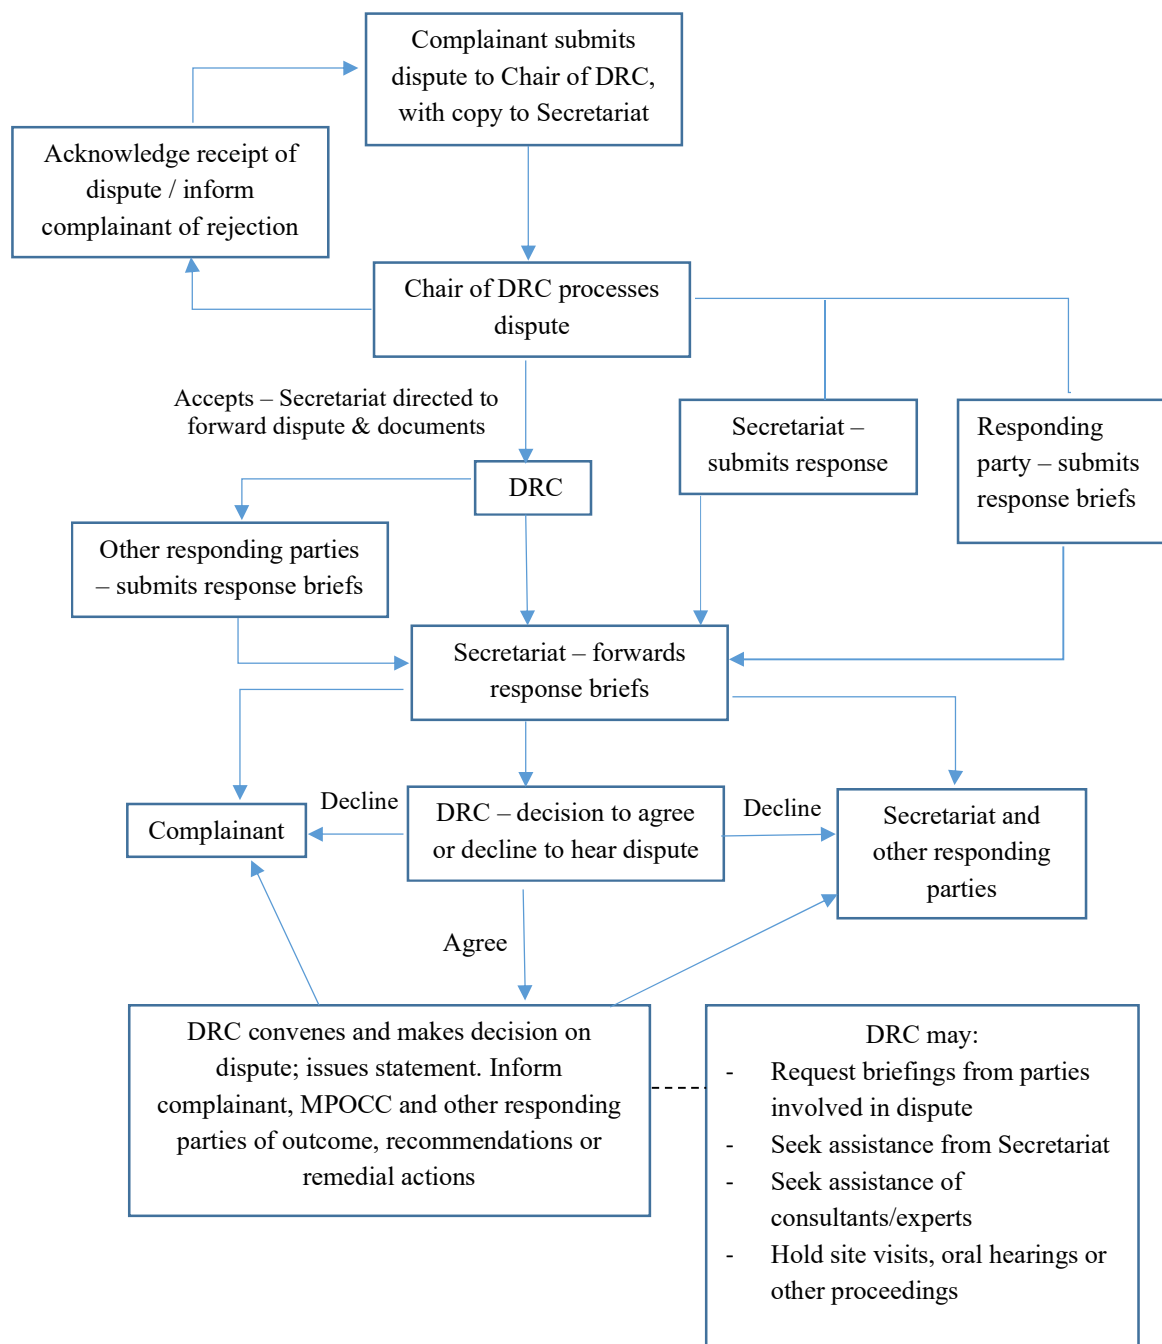 Complainant submits
dispute to Chair of DRC,
with copy to Secretariat
Acknowledge receipt of
dispute / inform
complainant of rejection
Chair of DRC processes
dispute
Accepts – Secretariat directed to
forward dispute & documents
Secretariat –
submits response
Responding
party – submits
response briefs
DRC
Other responding parties
– submits response briefs
Secretariat – forwards
response briefs
Complainant
Decline
DRC – decision to agree
or decline to hear dispute
Decline
Secretariat and
other responding
parties
Agree
DRC convenes and makes decision on
dispute; issues statement. Inform
complainant, MPOCC and other responding
parties of outcome, recommendations or
remedial actions
DRC may:
- Request briefings from parties
involved in dispute
- Seek assistance from Secretariat
- Seek assistance of
consultants/experts
- Hold site visits, oral hearings or
other proceedings